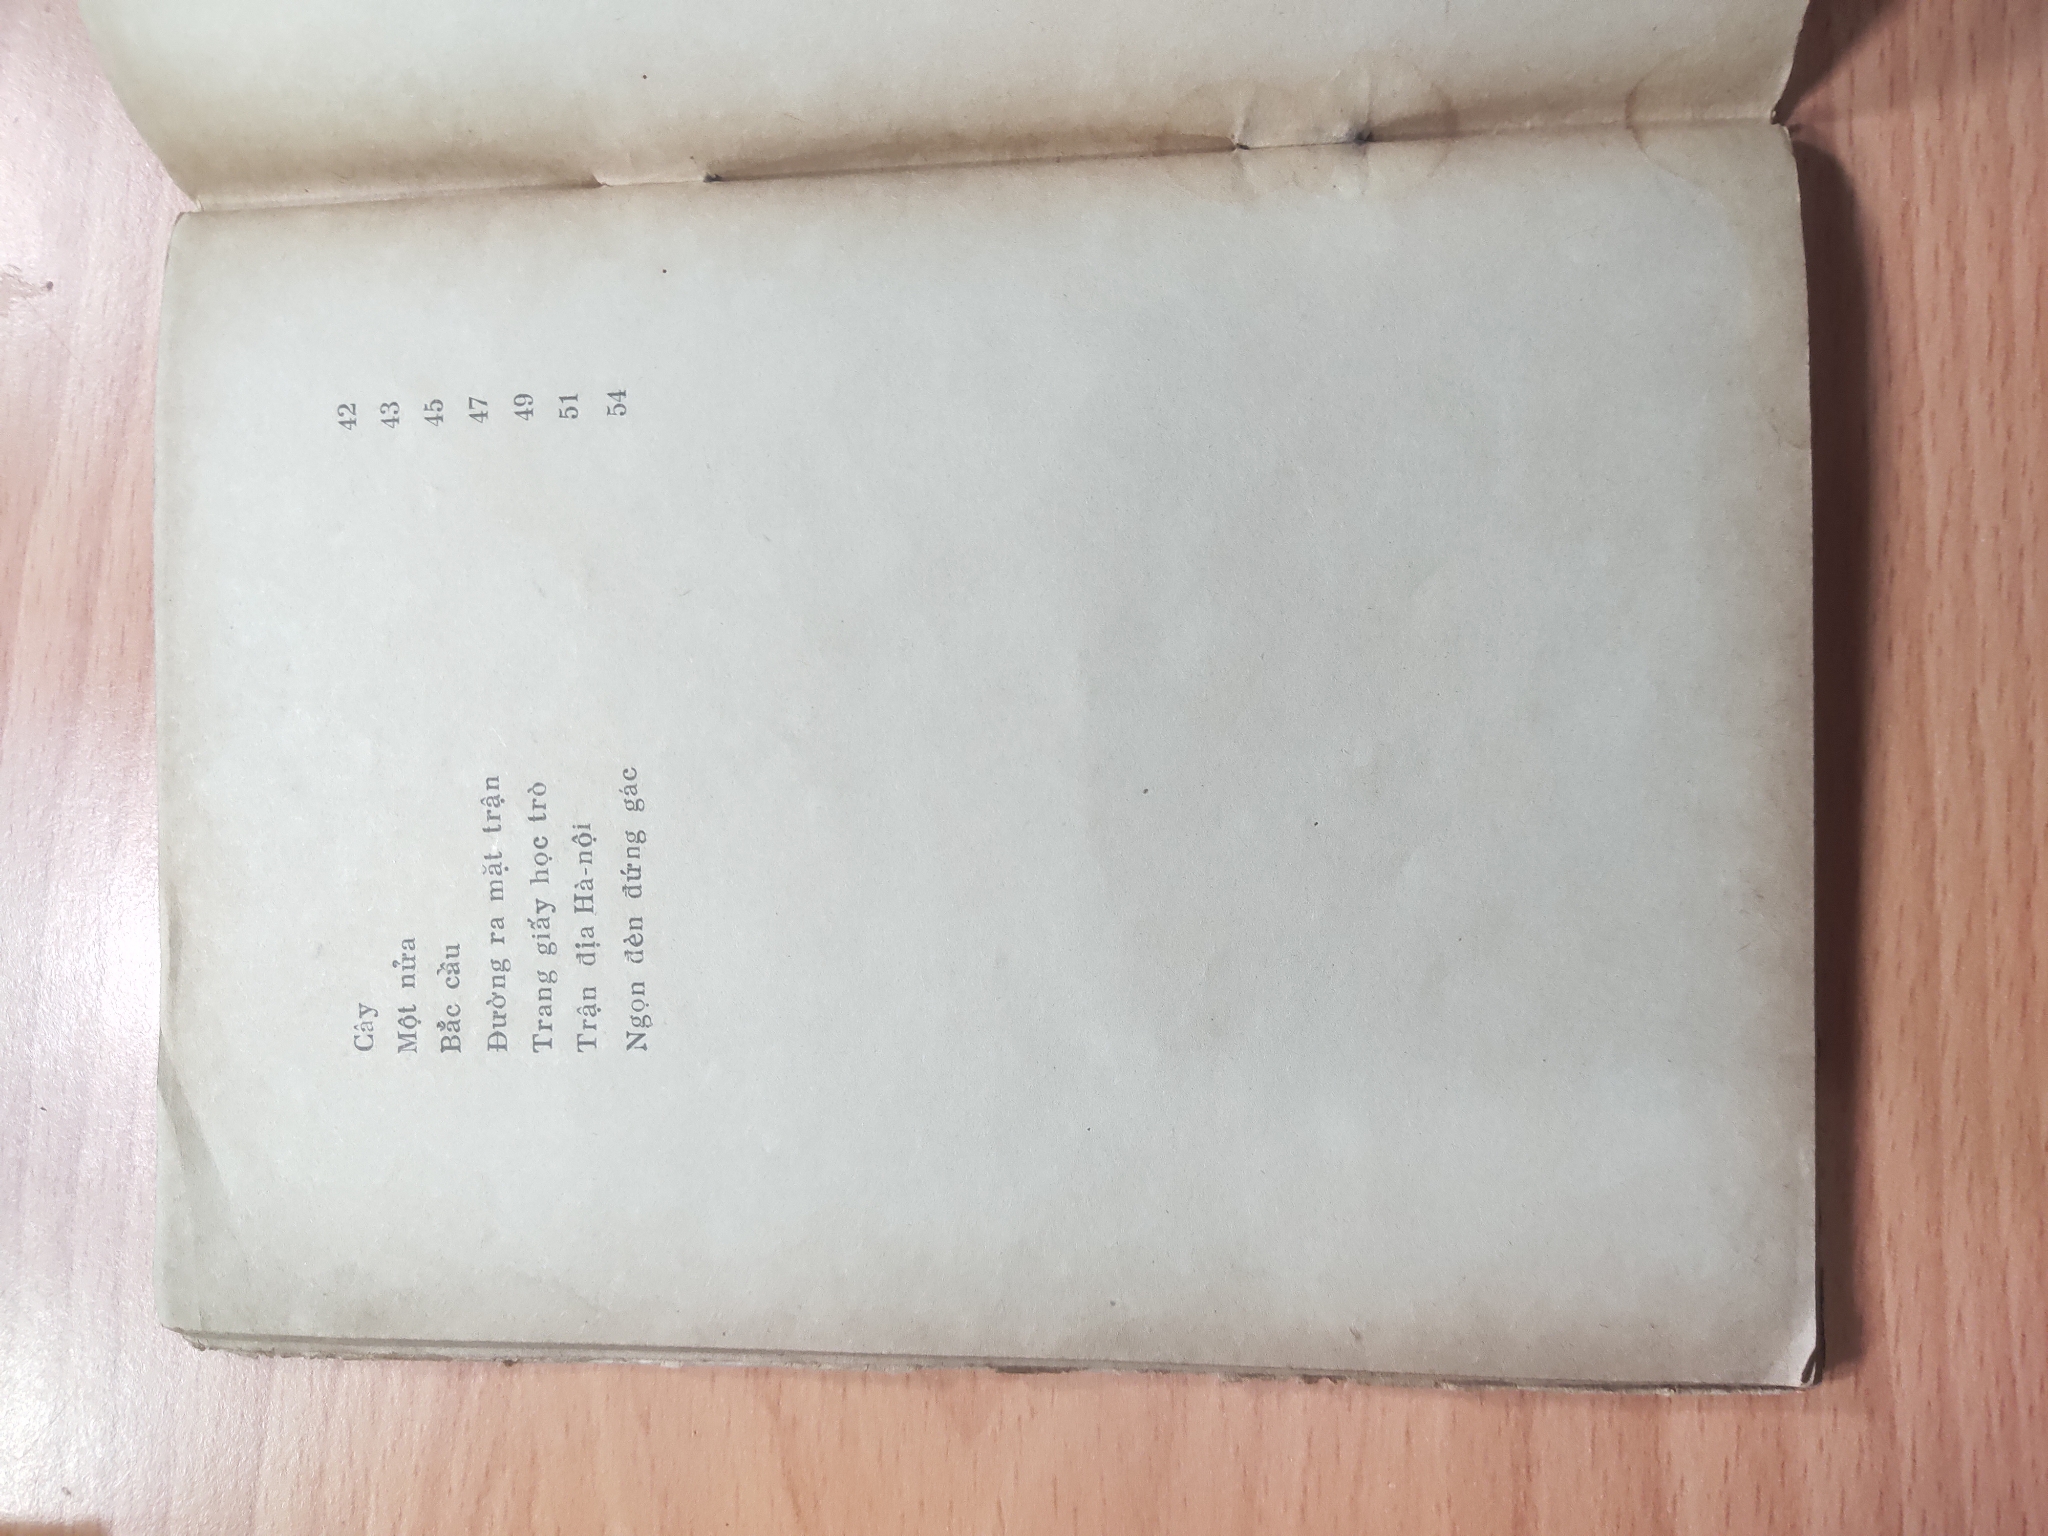 Cây 42
Một nửa 43
Bắc cầu 45
Đường ra mặt trận 47
Trang giấy học trò 49
Trận địa Hà-nội 51
Ngọn đèn đứng gác 54